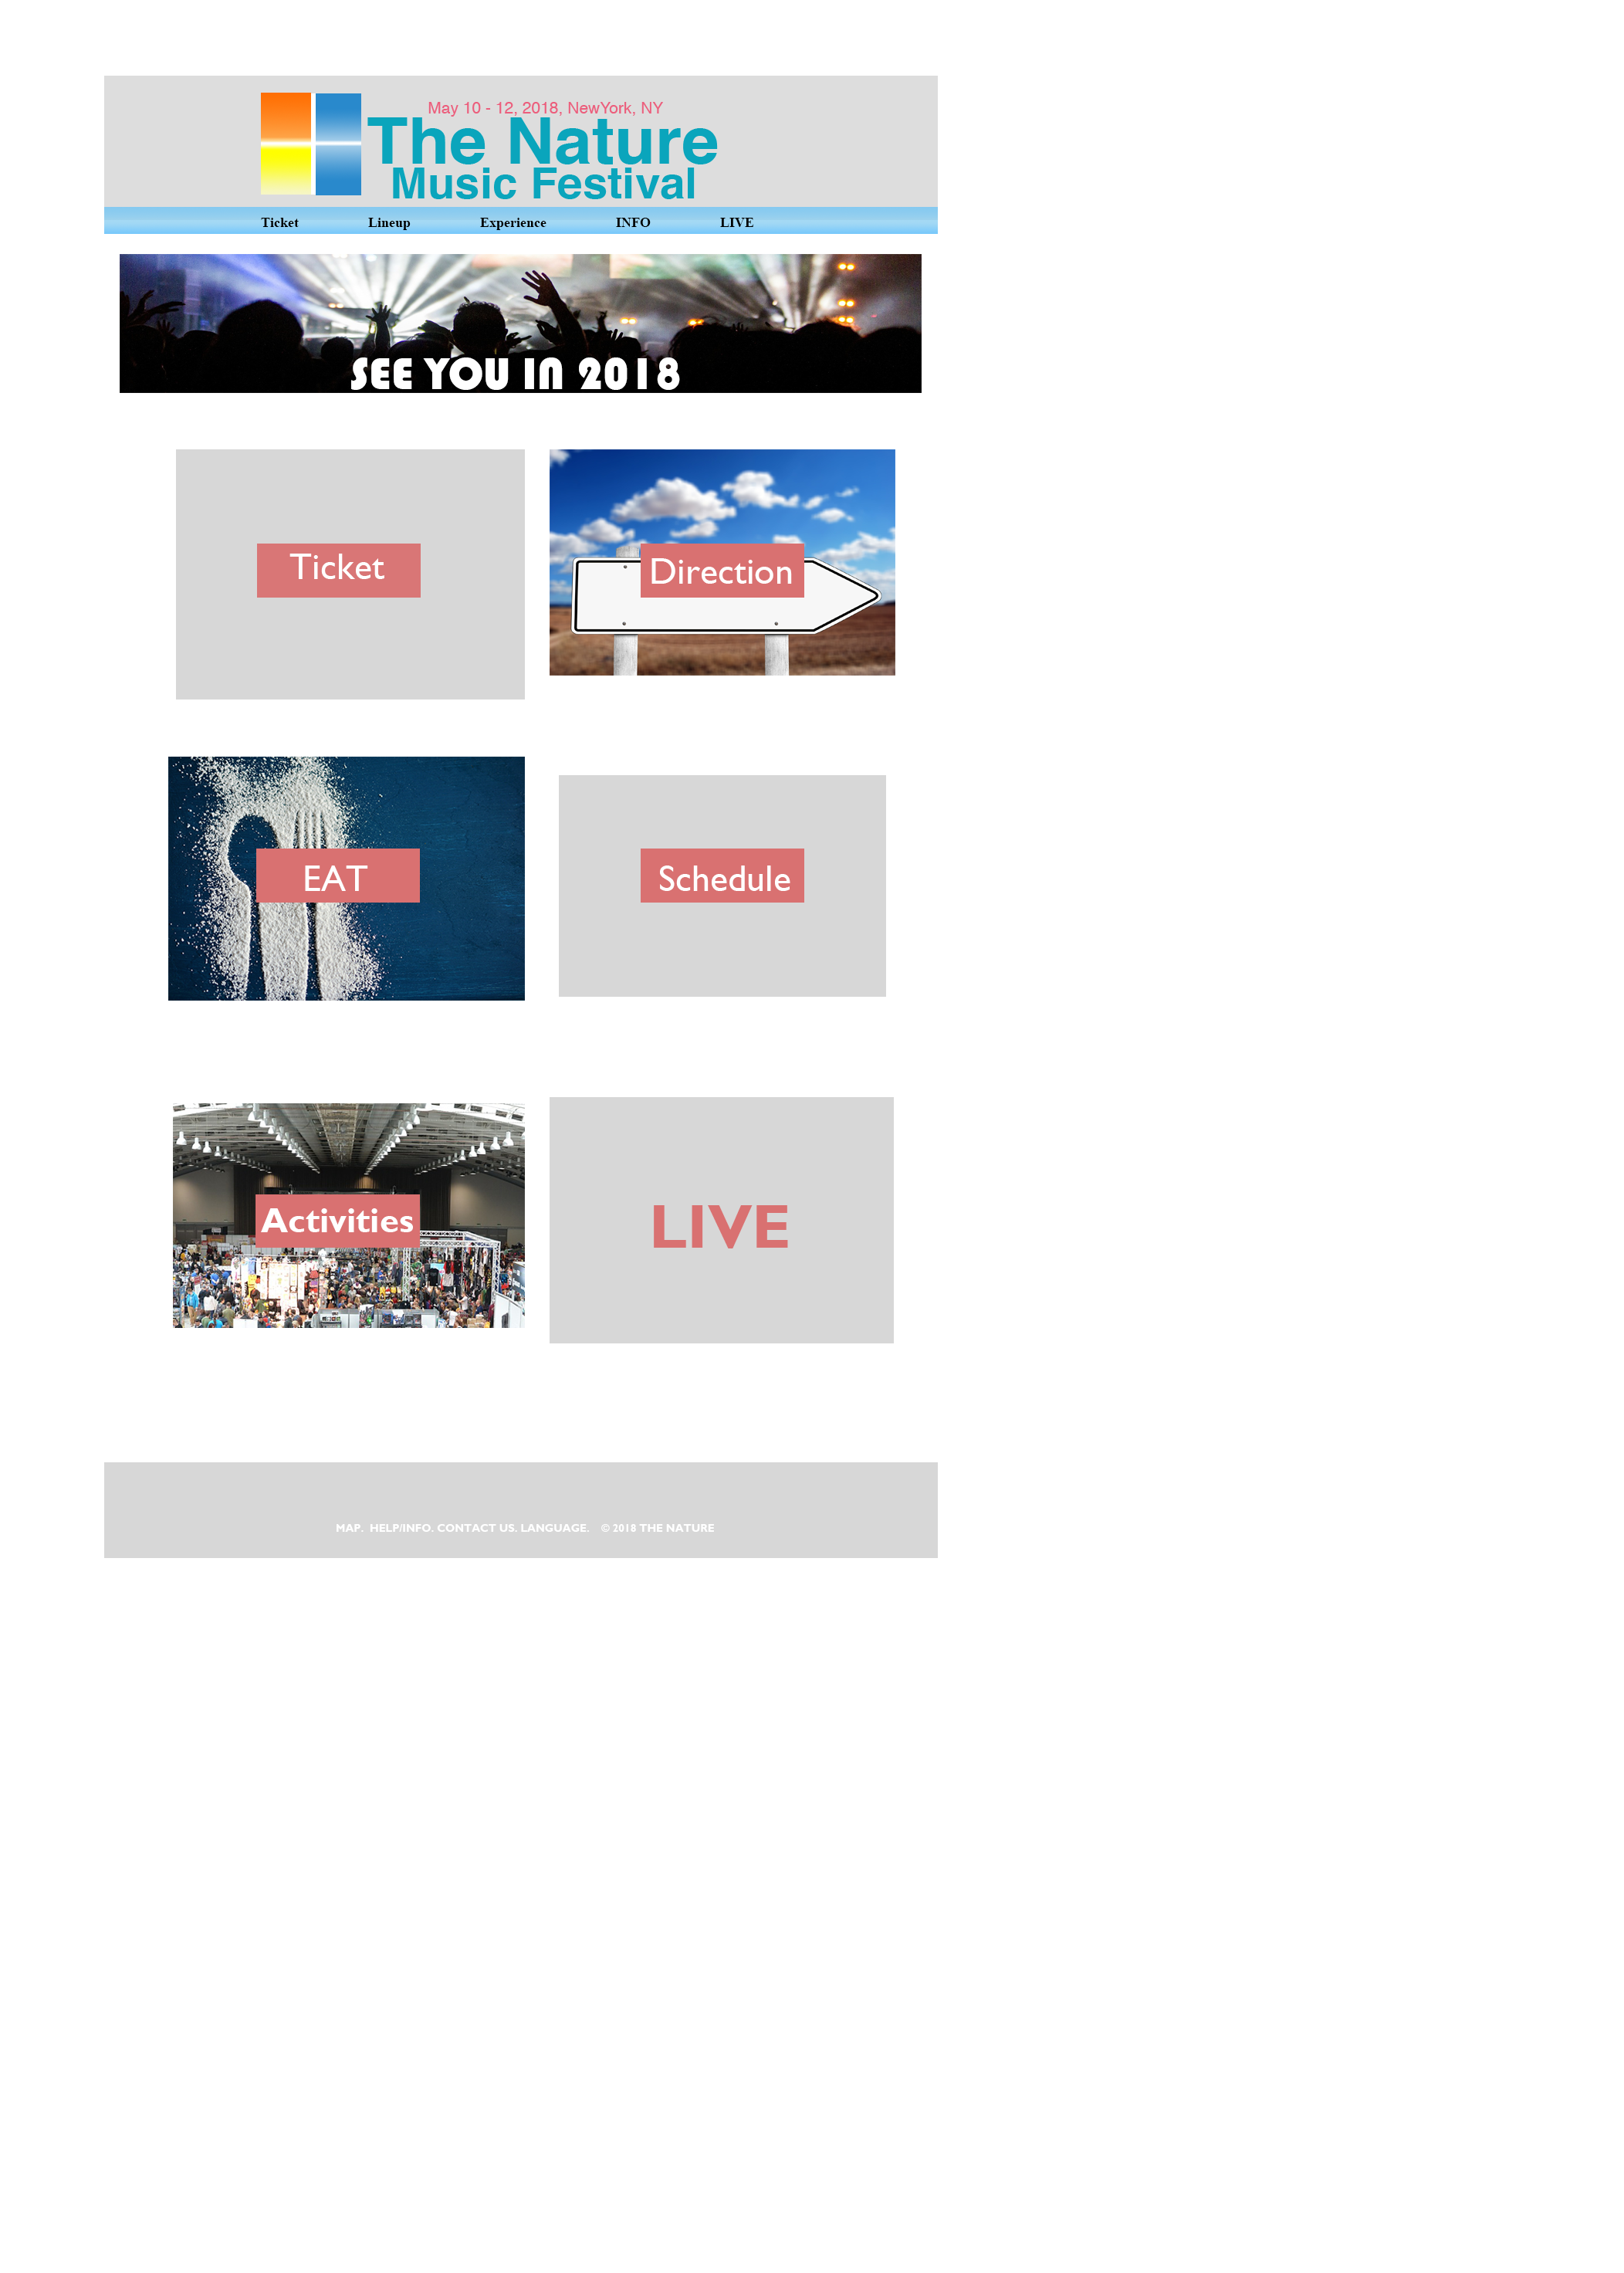 May 10 - 12, 2018, NewYork, NY
The Nature
Music Festival
Ticket Lineup Experience INFO LIVE
SEE YOU IN 2018
Ticket
Direction
EAT
Schedule
Activities
LIVE
MAP. HELP/INFO. CONTACT US. LANGUAGE. © 2018 THE NATURE